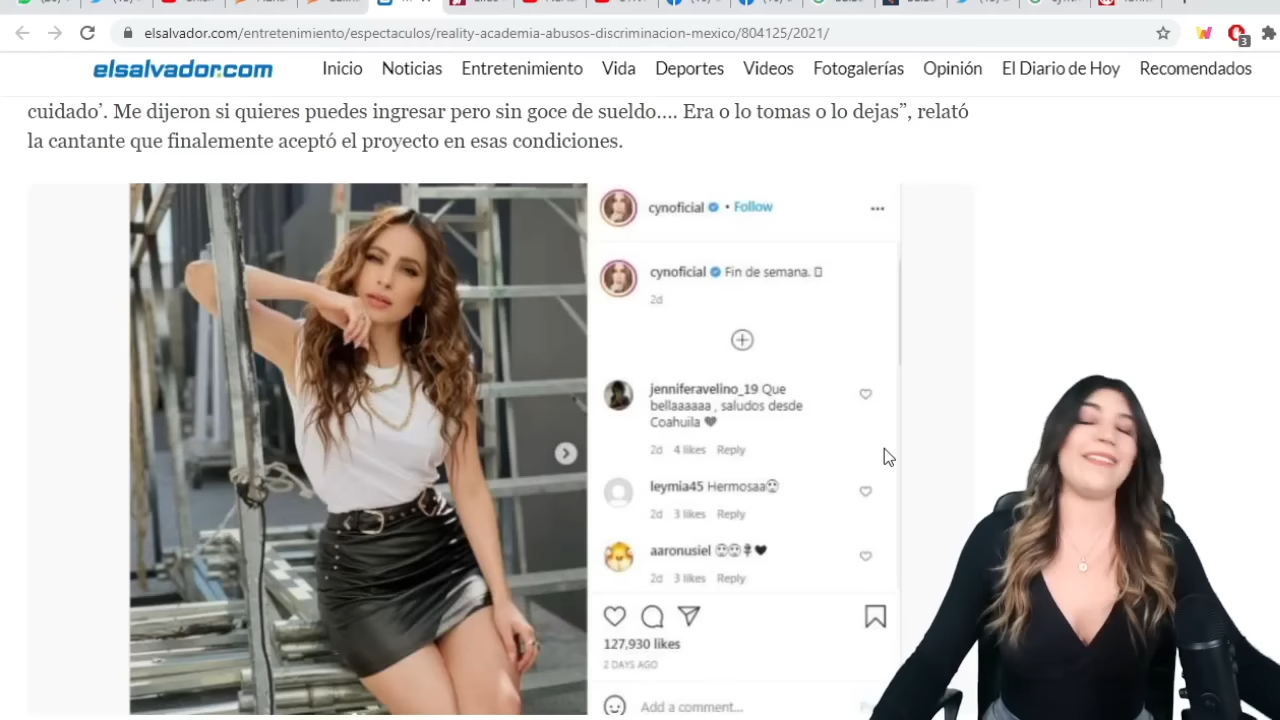 elsalvador.com/entretenimiento/espectaculos/reality-academia-abusos-discriminacion-mexico/804125/2021/
3
elsalvador.com Inicio Noticias Entretenimiento Vida Deportes Videos Fotogalerías Opinión El Diario de Hoy Recomendados
cuidado’. Me dijeron si quieres puedes ingresar pero sin goce de sueldo.... Era o lo tomas o lo dejas”, relató
la cantante que finalmente aceptó el proyecto en esas condiciones.
cynoficial • Follow
cynoficial Fin de semana.
2d
jenniferavelino_19 Que
bellaaaaaa , saludos desde
Coahuila
2d 4 likes Reply
leymia45 Hermosaa
2d 3 likes Reply
aaronusiel
2d 3 likes Reply
127,930 likes
2 DAYS AGO
Add a comment...